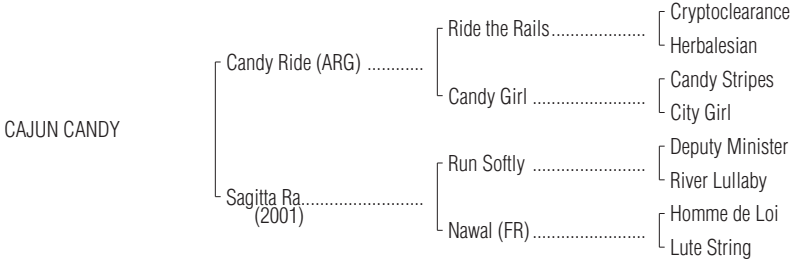 Cryptoclearance
Ride the Rails.....................
Herbalesian
Candy Ride (ARG) ............
Candy Stripes
Candy Girl .........................
City Girl
CAJUN CANDY
Deputy Minister
Run Softly .........................
River Lullaby
Sagitta Ra..........................
(2001)
Homme de Loi
Nawal (FR).........................
Lute String